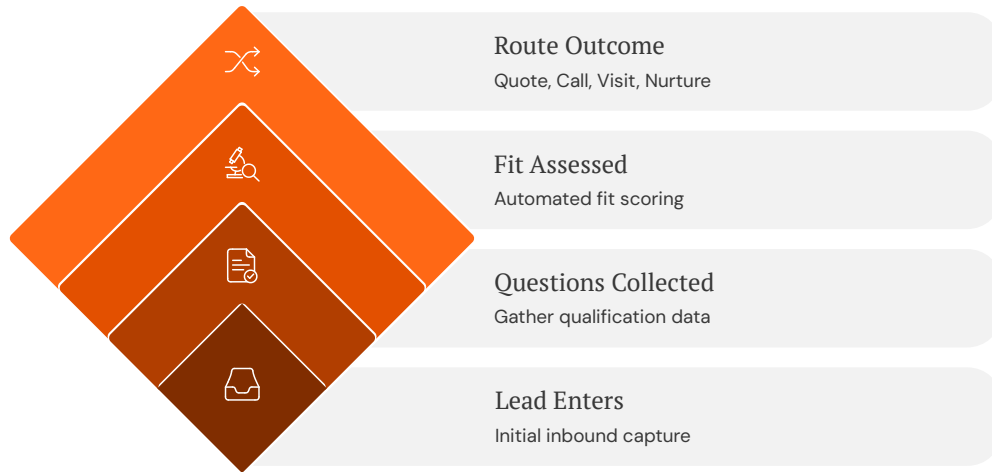 Route Outcome
Quote, Call, Visit, Nurture
Fit Assessed
Automated fit scoring
Questions Collected
Gather qualification data
Lead Enters
Initial inbound capture